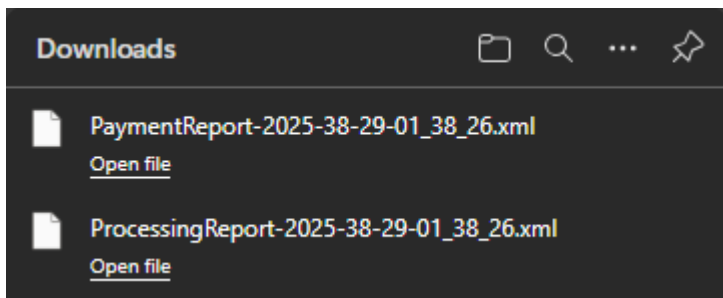 Downloads
PaymentReport-2025-38-29-01_38_26.xml
Open file
ProcessingReport-2025-38-29-01_38_26.xml
Open file